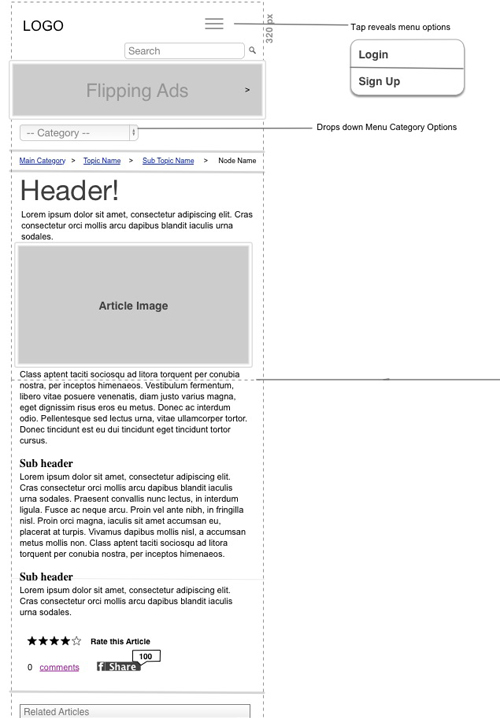 LOGO
320 px
Tap reveals menu options
Login
Sign Up
Search
Flipping Ads
>
-- Category --
Drops down Menu Category Options
Main Category > Topic Name > Sub Topic Name > Node Name
Header!
Lorem ipsum dolor sit amet, consectetur adipiscing elit. Cras
consectetur orci mollis arcu dapibus blandit iaculis urna
sodales.
Article Image
Class aptent taciti sociosqu ad litora torquent per conubia
nostra, per inceptos himenaeos. Vestibulum fermentum,
libero vitae posuere venenatis, diam justo varius magna,
eget dignissim risus eros eu metus. Donec ac interdum
odio. Pellentesque sed lectus urna, vitae ullamcorper tortor.
Donec tincidunt est eu dui tincidunt eget tincidunt tortor
cursus.
Sub header
Lorem ipsum dolor sit amet, consectetur adipiscing elit.
Cras consectetur orci mollis arcu dapibus blandit iaculis
urna sodales. Praesent convallis nunc lectus, in interdum
ligula. Fusce ac neque arcu. Proin vel ante nibh, in fringilla
nisl. Proin orci magna, iaculis sit amet accumsan eu,
placerat at turpis. Vivamus dapibus mollis nisl, a accumsan
metus mollis non. Class aptent taciti sociosqu ad litora
torquent per conubia nostra, per inceptos himenaeos.
Sub header
Lorem ipsum dolor sit amet, consectetur adipiscing elit.
Cras consectetur orci mollis arcu dapibus blandit iaculis
urna sodales.
Rate this Article
100
0 comments f Share
Related Articles